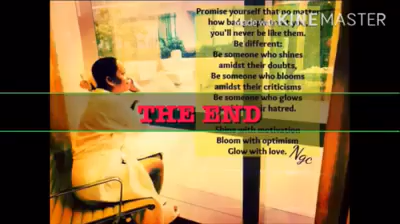 Promise yourself that no matter
how bad
you'll never be like them.
Be different:
Be someone who shines
amidst their doubts,
Be someone who blooms
amidst their criticisms
Be someone who glows
hatred.
THE END
Shine with motivation
Bloom with optimism
Glow with love. Ngc
KINEMASTER